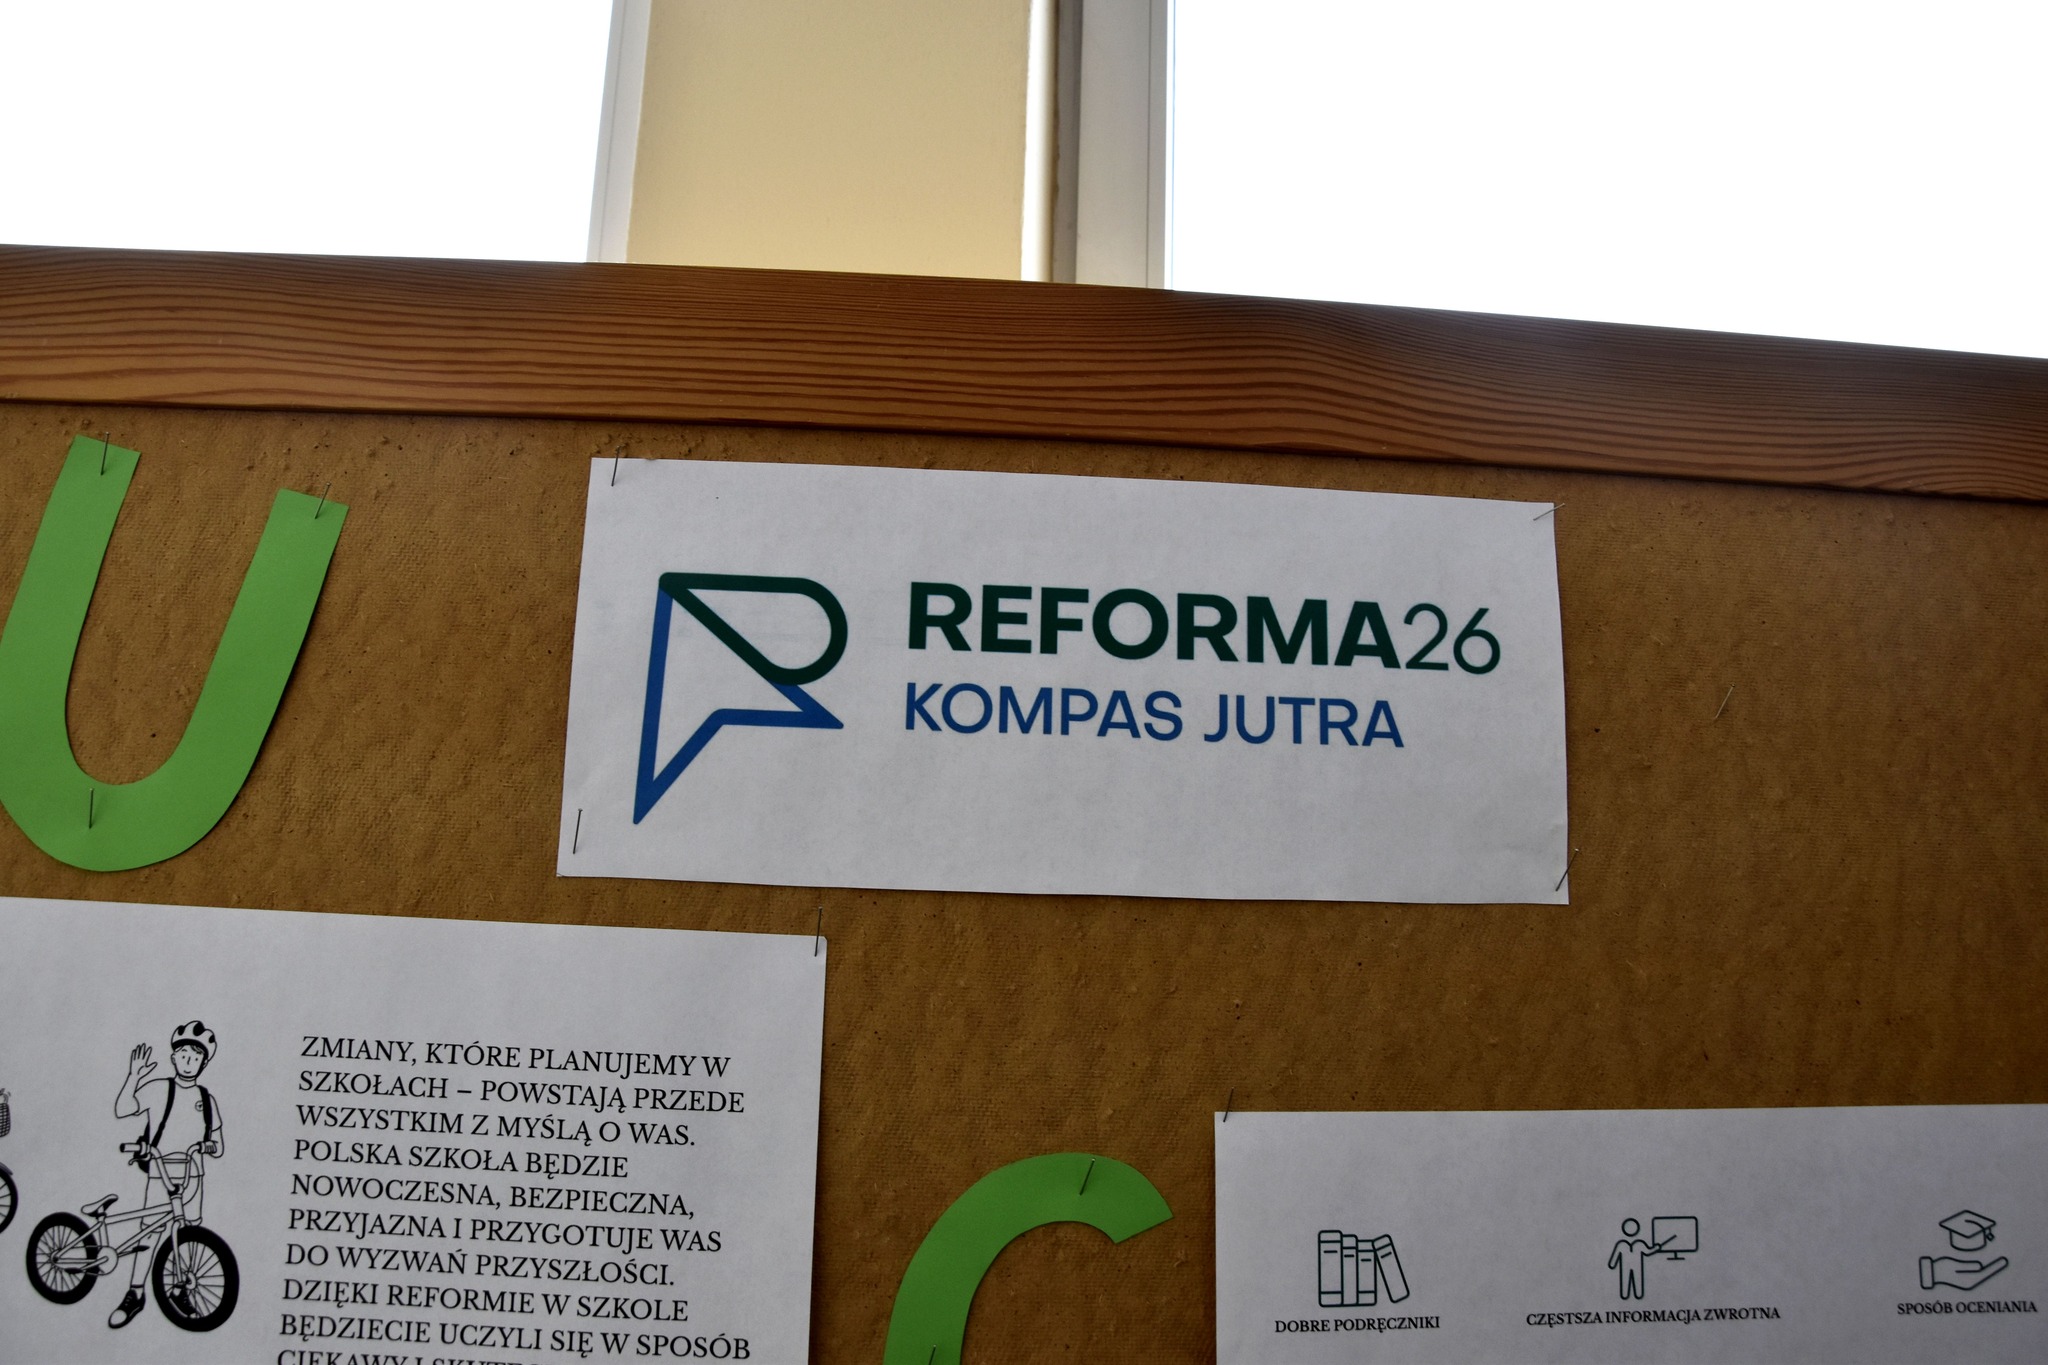 U
REFORMA26
KOMPAS JUTRA
ZMIANY, KTÓRE PLANUJEMY W
SZKOŁACH – POWSTAJĄ PRZEDE
WSZYSTKIM Z MYŚLĄ O WAS.
POLSKA SZKOŁA BĘDZIE
NOWOCZESNA, BEZPIECZNA,
PRZYJAZNA I PRZYGOTUJE WAS
DO WYZWAŃ PRZYSZŁOŚCI.
DZIĘKI REFORMIE W SZKOLE
BĘDZIECIE UCZYLI SIĘ W SPOSÓB
CIEKAWY I
C
DOBRE PODRĘCZNIKI
CZĘSTSZA INFORMACJA ZWROTNA
SPOSÓB OCENIANIA